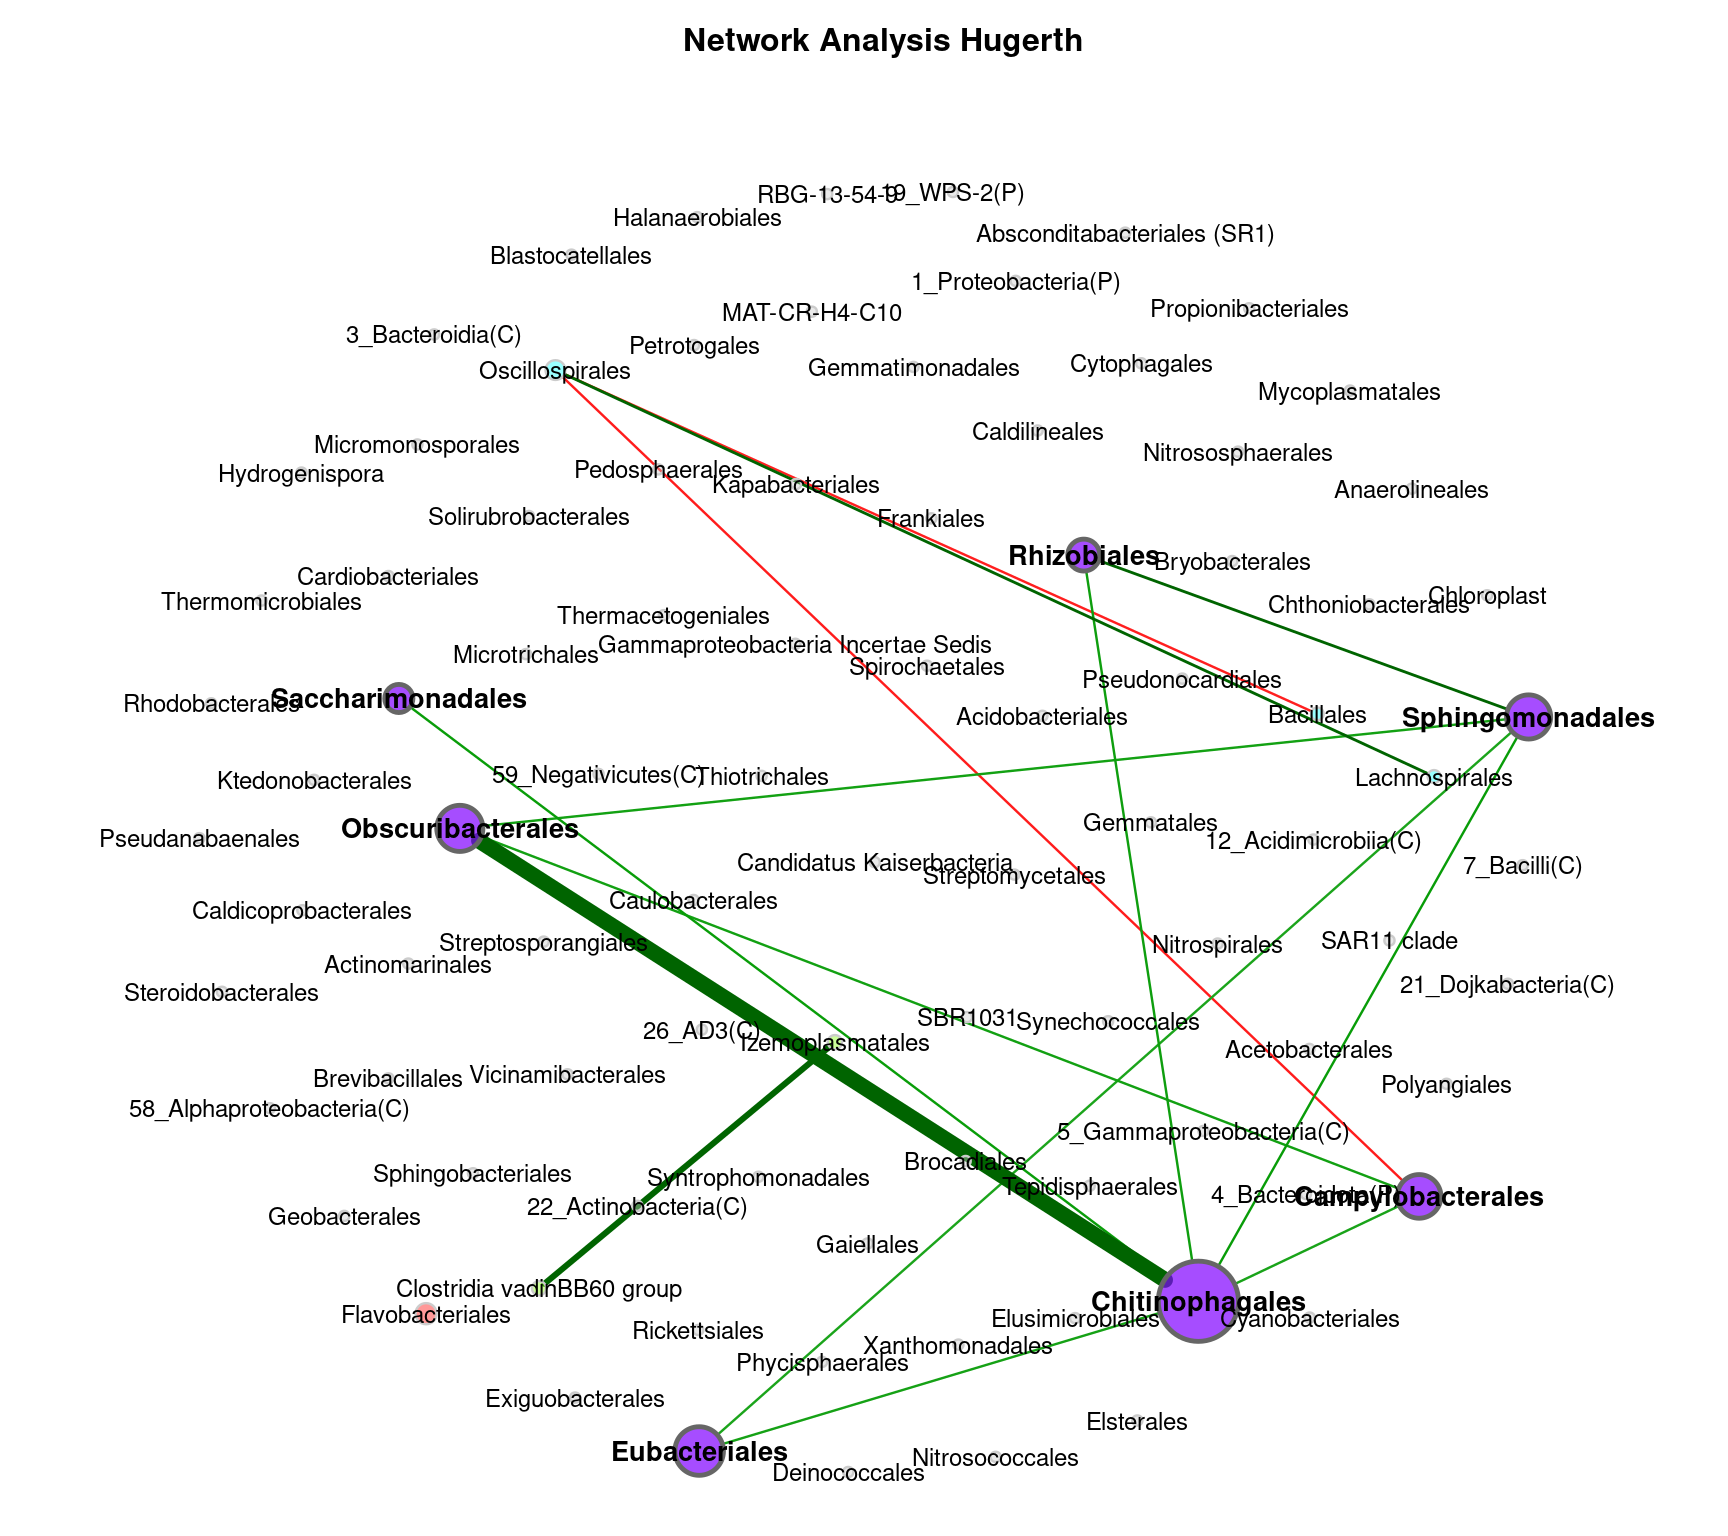 Network Analysis Hugerth
RBG-13-54-9
19_WPS-2(P)
Halanaerobiales
Absconditabacteriales (SR1)
Blastocatellales
1_Proteobacteria(P)
MAT-CR-H4-C10
Propionibacteriales
3_Bacteroidia(C)
Petrotogales
Oscillospirales
Gemmatimonadales
Cytophagales
Mycoplasmatales
Caldilineales
Micromonosporales
Nitrososphaerales
Hydrogenispora
Pedosphaerales
Kapabacteriales
Anaerolineales
Solirubrobacterales
Frankiales
Rhizobiales
Bryobacterales
Cardiobacteriales
Chloroplast
Thermomicrobiales
Chthoniobacterales
Thermacetogeniales
Gammaproteobacteria Incertae Sedis
Microtrichales
Spirochaetales
Pseudonocardiales
Rhodobacterales
Saccharimonadales
Acidobacteriales
Bacillales
Sphingomonadales
59_Negativicutes(C)
Thiotrichales
Ktedonobacterales
Lachnospirales
Pseudanabaenales
Obscuribacterales
Gemmatales
12_Acidimicrobiia(C)
Candidatus Kaiserbacteria
7_Bacilli(C)
Streptomycetales
Caulobacterales
Caldicoprobacterales
Streptosporangiales
Nitrospirales
SAR11 clade
Actinomarinales
21_Dojkabacteria(C)
Steroidobacterales
SBR1031
Synechococcales
26_AD3(C)
Izemoplasmatales
Acetobacterales
Brevibacillales
Vicinamibacterales
Polyangiales
58_Alphaproteobacteria(C)
5_Gammaproteobacteria(C)
Brocadiales
Sphingobacteriales
Syntrophomonadales
Tepidisphaerales
4_Bacteroidota(P)
Campylobacterales
22_Actinobacteria(C)
Geobacterales
Gaiellales
Clostridia vadinBB60 group
Chitinophagales
Flavobacteriales
Elusimicrobiales
Cyanobacteriales
Rickettsiales
Xanthomonadales
Phycisphaerales
Exiguobacterales
Elsterales
Eubacteriales
Nitrosococcales
Deinococcales